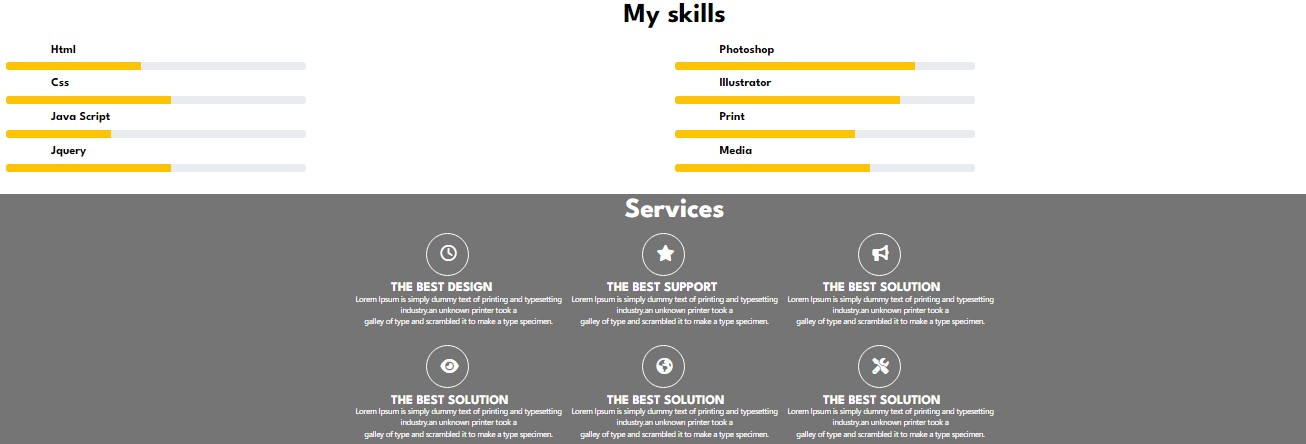 My skills
Html
Photoshop
Css
Illustrator
Java Script
Print
Jquery
Media
Services
THE BEST DESIGN
Lorem Ipsum is simply dummy text of printing and typesetting
industry.an unknown printer took a
galley of type and scrambled it to make a type specimen.
THE BEST SUPPORT
Lorem Ipsum is simply dummy text of printing and typesetting
industry.an unknown printer took a
galley of type and scrambled it to make a type specimen.
THE BEST SOLUTION
Lorem Ipsum is simply dummy text of printing and typesetting
industry.an unknown printer took a
galley of type and scrambled it to make a type specimen.
THE BEST SOLUTION
Lorem Ipsum is simply dummy text of printing and typesetting
industry.an unknown printer took a
galley of type and scrambled it to make a type specimen.
THE BEST SOLUTION
Lorem Ipsum is simply dummy text of printing and typesetting
industry.an unknown printer took a
galley of type and scrambled it to make a type specimen.
THE BEST SOLUTION
Lorem Ipsum is simply dummy text of printing and typesetting
industry.an unknown printer took a
galley of type and scrambled it to make a type specimen.